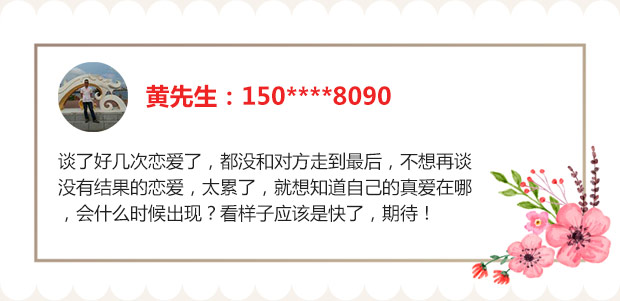 黄先生：150****8090
谈了好几次恋爱了，都没和对方走到最后，不想再谈
没有结果的恋爱，太累了，就想知道自己的真爱在哪
，会什么时候出现？看样子应该是快了，期待！